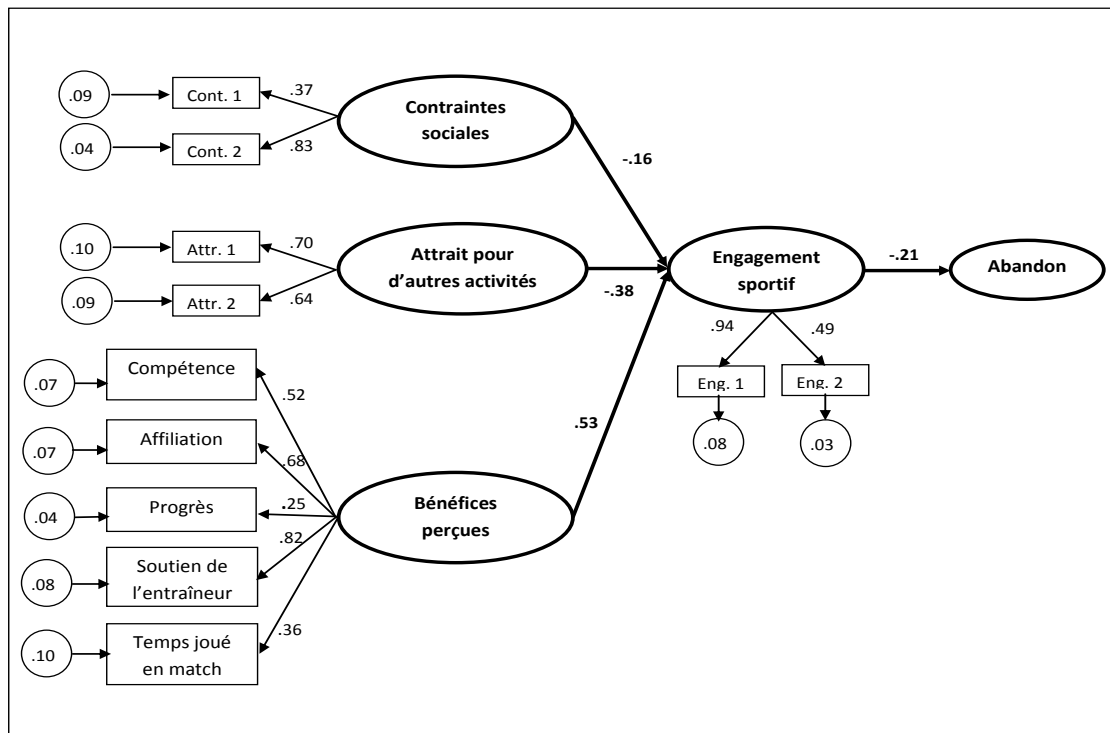 .09
Cont. 1
.37
Contraintes
sociales
.04
Cont. 2
.83
-.16
.10
Attr. 1
.70
Attrait pour
d'autres activités
.09
Attr. 2
.64
-.38
Engagement
sportif
-.21
Abandon
.94
.49
Eng. 1
Eng. 2
.08
.03
.07
Compétence
.52
.07
Affiliation
.68
.04
Progrès
.25
.08
Soutien de
l'entraîneur
.82
.10
Temps joué
en match
.36
Bénéfices
perçues
.53